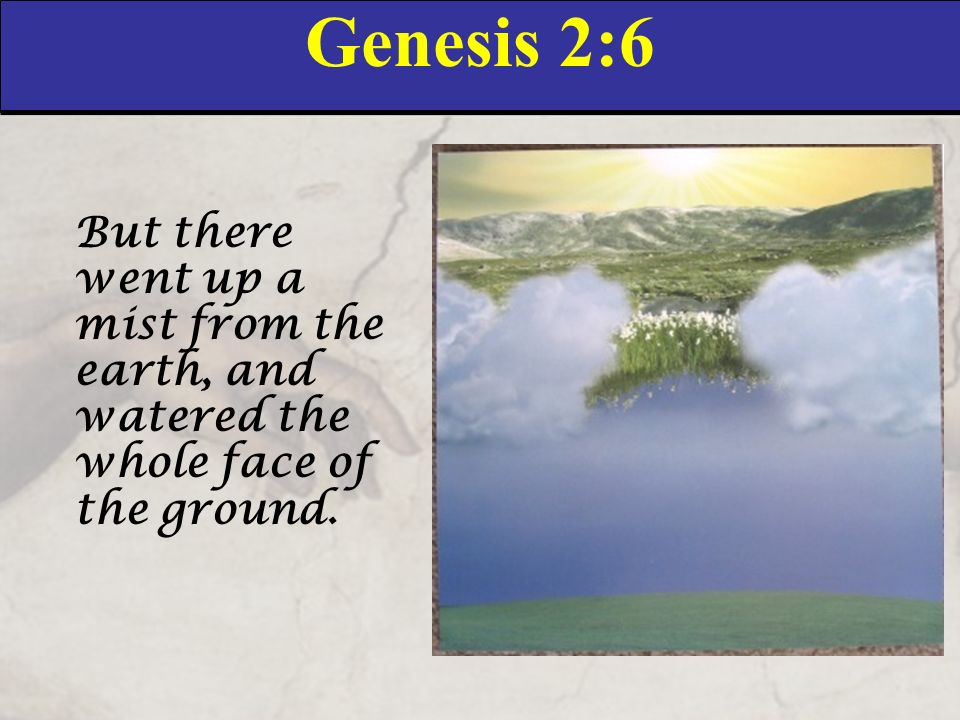 Genesis 2:6
But there
went up a
mist from the
earth, and
watered the
whole face of
the ground.